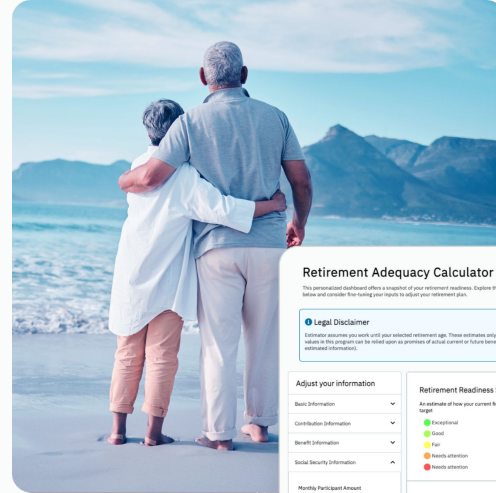 Retirement Adequacy Calculator
This personalized dashboard offers a snapshot of your retirement readiness. Explore th
below and consider fine-tuning your inputs to adjust your retirement plan.
Legal Disclaimer
Estimator assumes you work until your selected retirement age. These estimates only
values in this program can be relied upon as promises of actual current or future bene
estimated information).
Adjust your information
Basic Information
Contribution Information
Benefit Information
Social Security Information
Monthly Participant Amount
Retirement Readiness
An estimate of how your current
target
Exceptional
Good
Fair
Needs attention
Needs attention